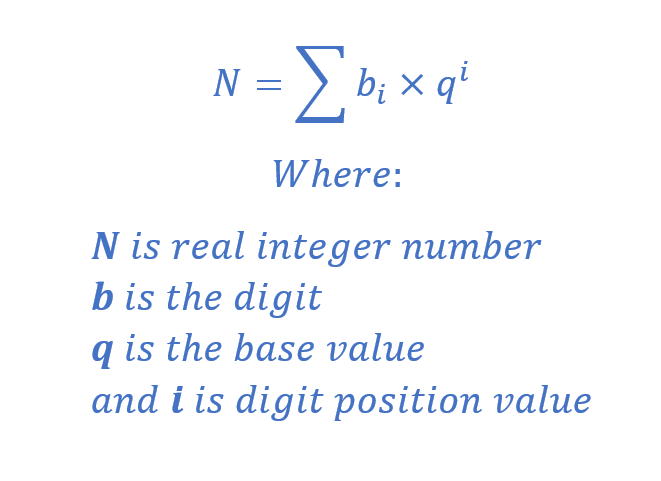 N = ∑ bᵢ × qⁱ
Where:
N is real integer number
b is the digit
q is the base value
and i is digit position value